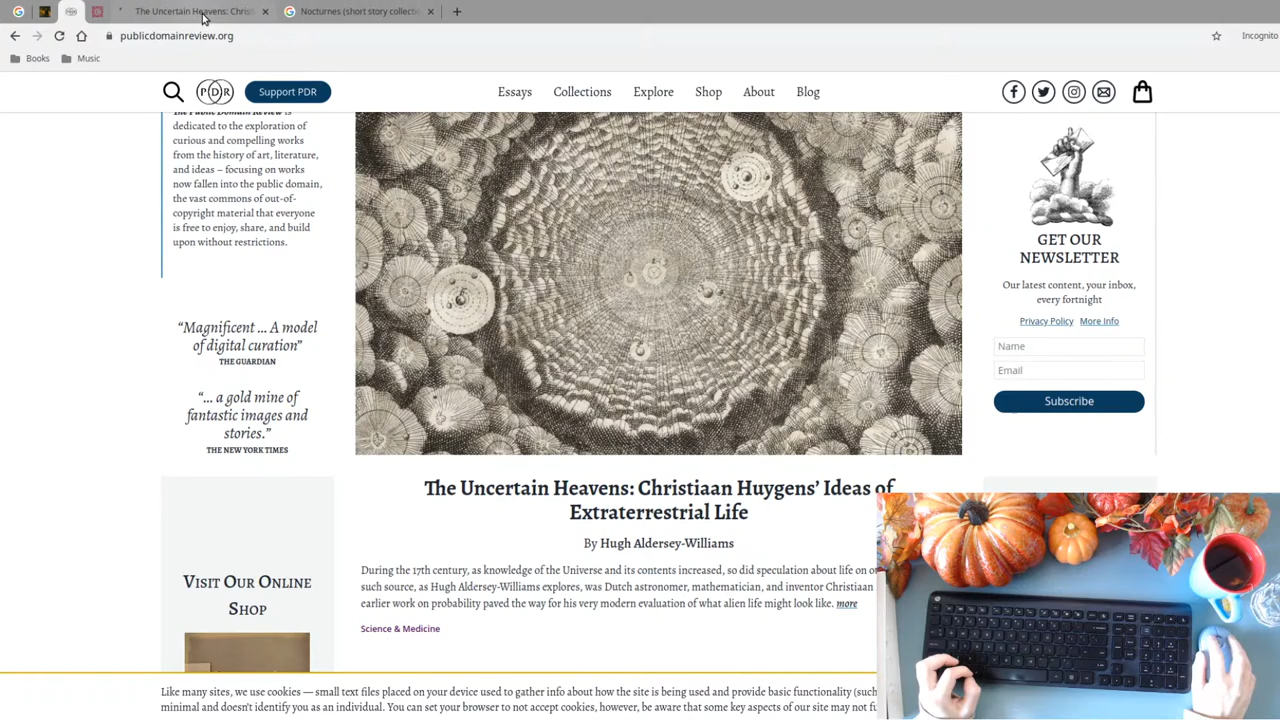 The Uncertain Heavens: Christ
Nocturnes (short story collecti
publicdomainreview.org
Incognito
Books
Music
PDR
Support PDR
Essays
Collections
Explore
Shop
About
Blog
The Public Domain Review is
dedicated to the exploration of
curious and compelling works
from the history of art, literature,
and ideas – focusing on works
now fallen into the public domain,
the vast commons of out-of-
copyright material that everyone
is free to enjoy, share, and build
upon without restrictions.
“Magnificent ... A model
of digital curation”
THE GUARDIAN
“... a gold mine of
fantastic images and
stories.”
THE NEW YORK TIMES
VISIT OUR ONLINE
SHOP
The Uncertain Heavens: Christiaan Huygens’ Ideas of
Extraterrestrial Life
By Hugh Aldersey-Williams
During the 17th century, as knowledge of the Universe and its contents increased, so did speculation about life on
such source, as Hugh Aldersey-Williams explores, was Dutch astronomer, mathematician, and inventor Christian
earlier work on probability paved the way for his very modern evaluation of what alien life might look like. more
Science & Medicine
GET OUR
NEWSLETTER
Our latest content, your inbox,
every fortnight
Privacy Policy More Info
Name
Email
Subscribe
Like many sites, we use cookies — small text files placed on your device used to gather info about how the site is being used and provide basic functionality (such
minimal and doesn't identify you as an individual. You can set your browser to not accept cookies, however, be aware that some key aspects of our site may not